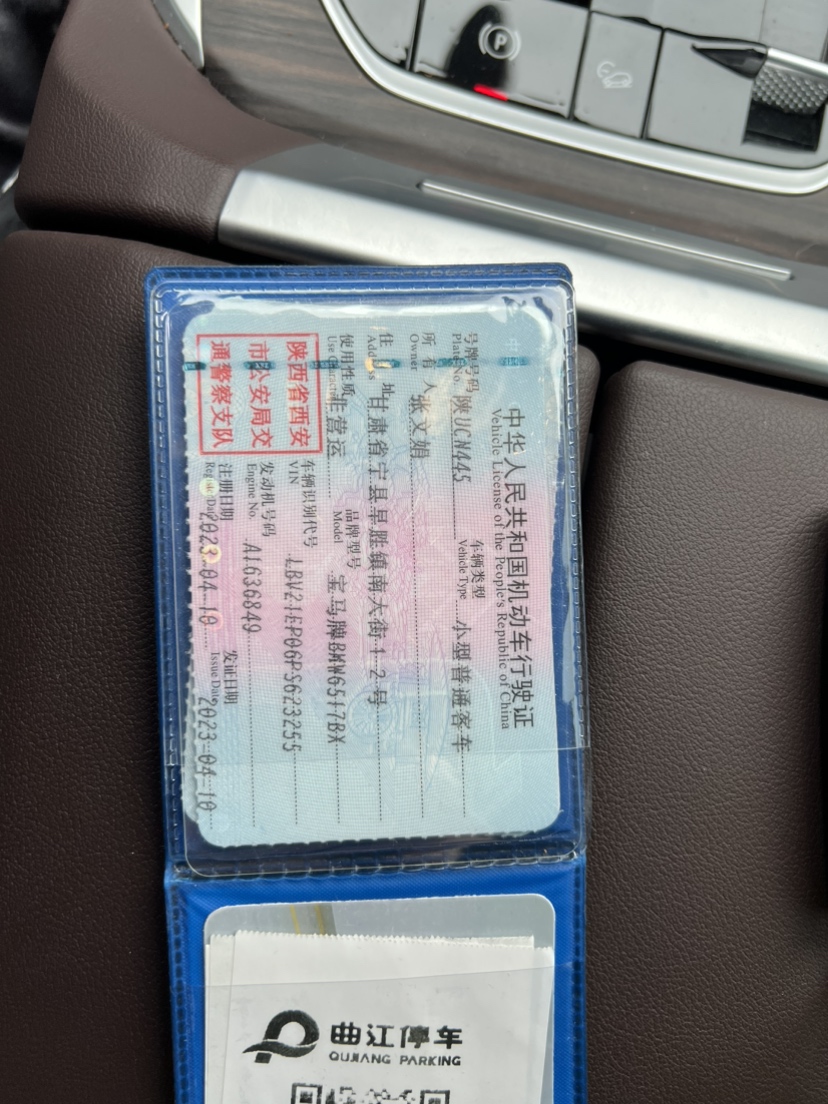 中华人民共和国机动车行驶证
Vehicle License of the People's Republic of China
号牌号码 陕UCN445 车辆类型 小型普通客车
Plate No. Vehicle Type
所有人 张文娟
Owner
住址 甘肃省宁县早胜镇南大街12号
Address
使用性质 非营运 品牌型号 宝马牌BMW6517BX
Use Character Model
陕西省西安
市公安局交
通警察支队
车辆识别代号 LBV21EP06PS623255
VIN
发动机号码 A1636849
Engine No.
注册日期 2023-04-10 发证日期 2023-04-10
Register Date Issue Date
曲江停车
QUJIANG PARKING
P